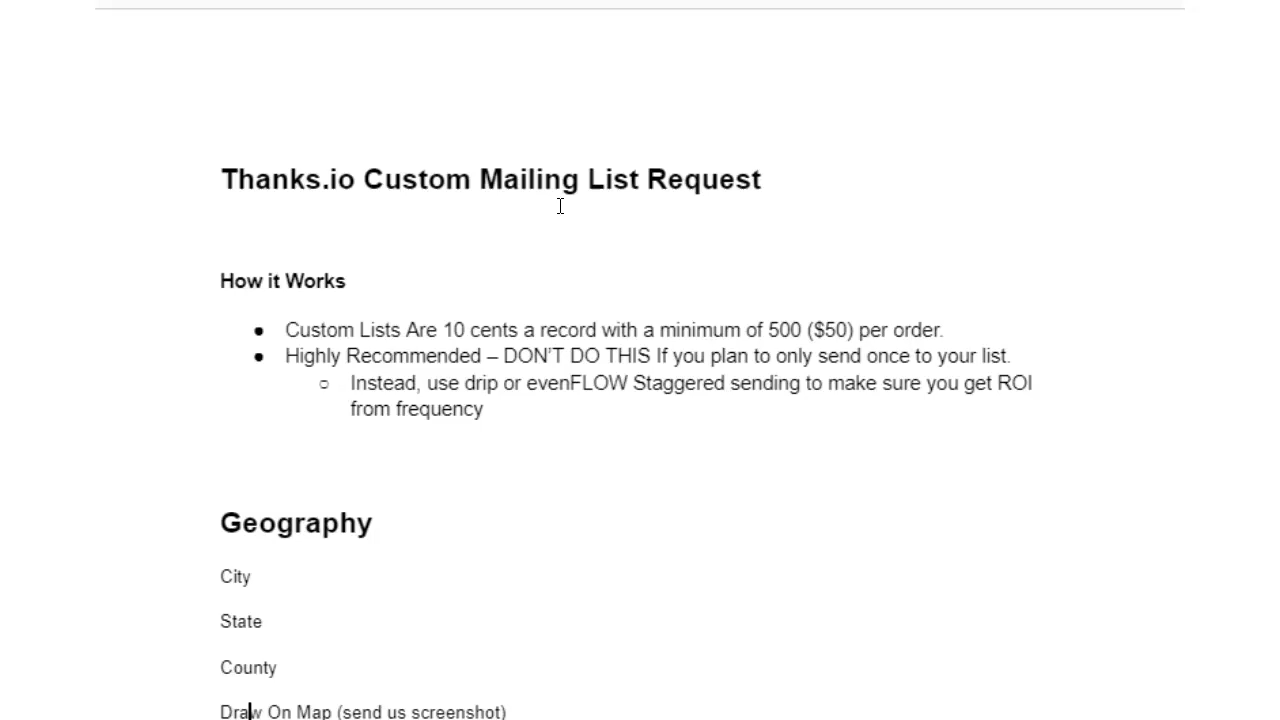 Thanks.io Custom Mailing List Request
How it Works
● Custom Lists Are 10 cents a record with a minimum of 500 ($50) per order.
● Highly Recommended – DON'T DO THIS If you plan to only send once to your list.
○ Instead, use drip or evenFLOW Staggered sending to make sure you get ROI
from frequency
Geography
City
State
County
Draw On Map (send us screenshot)